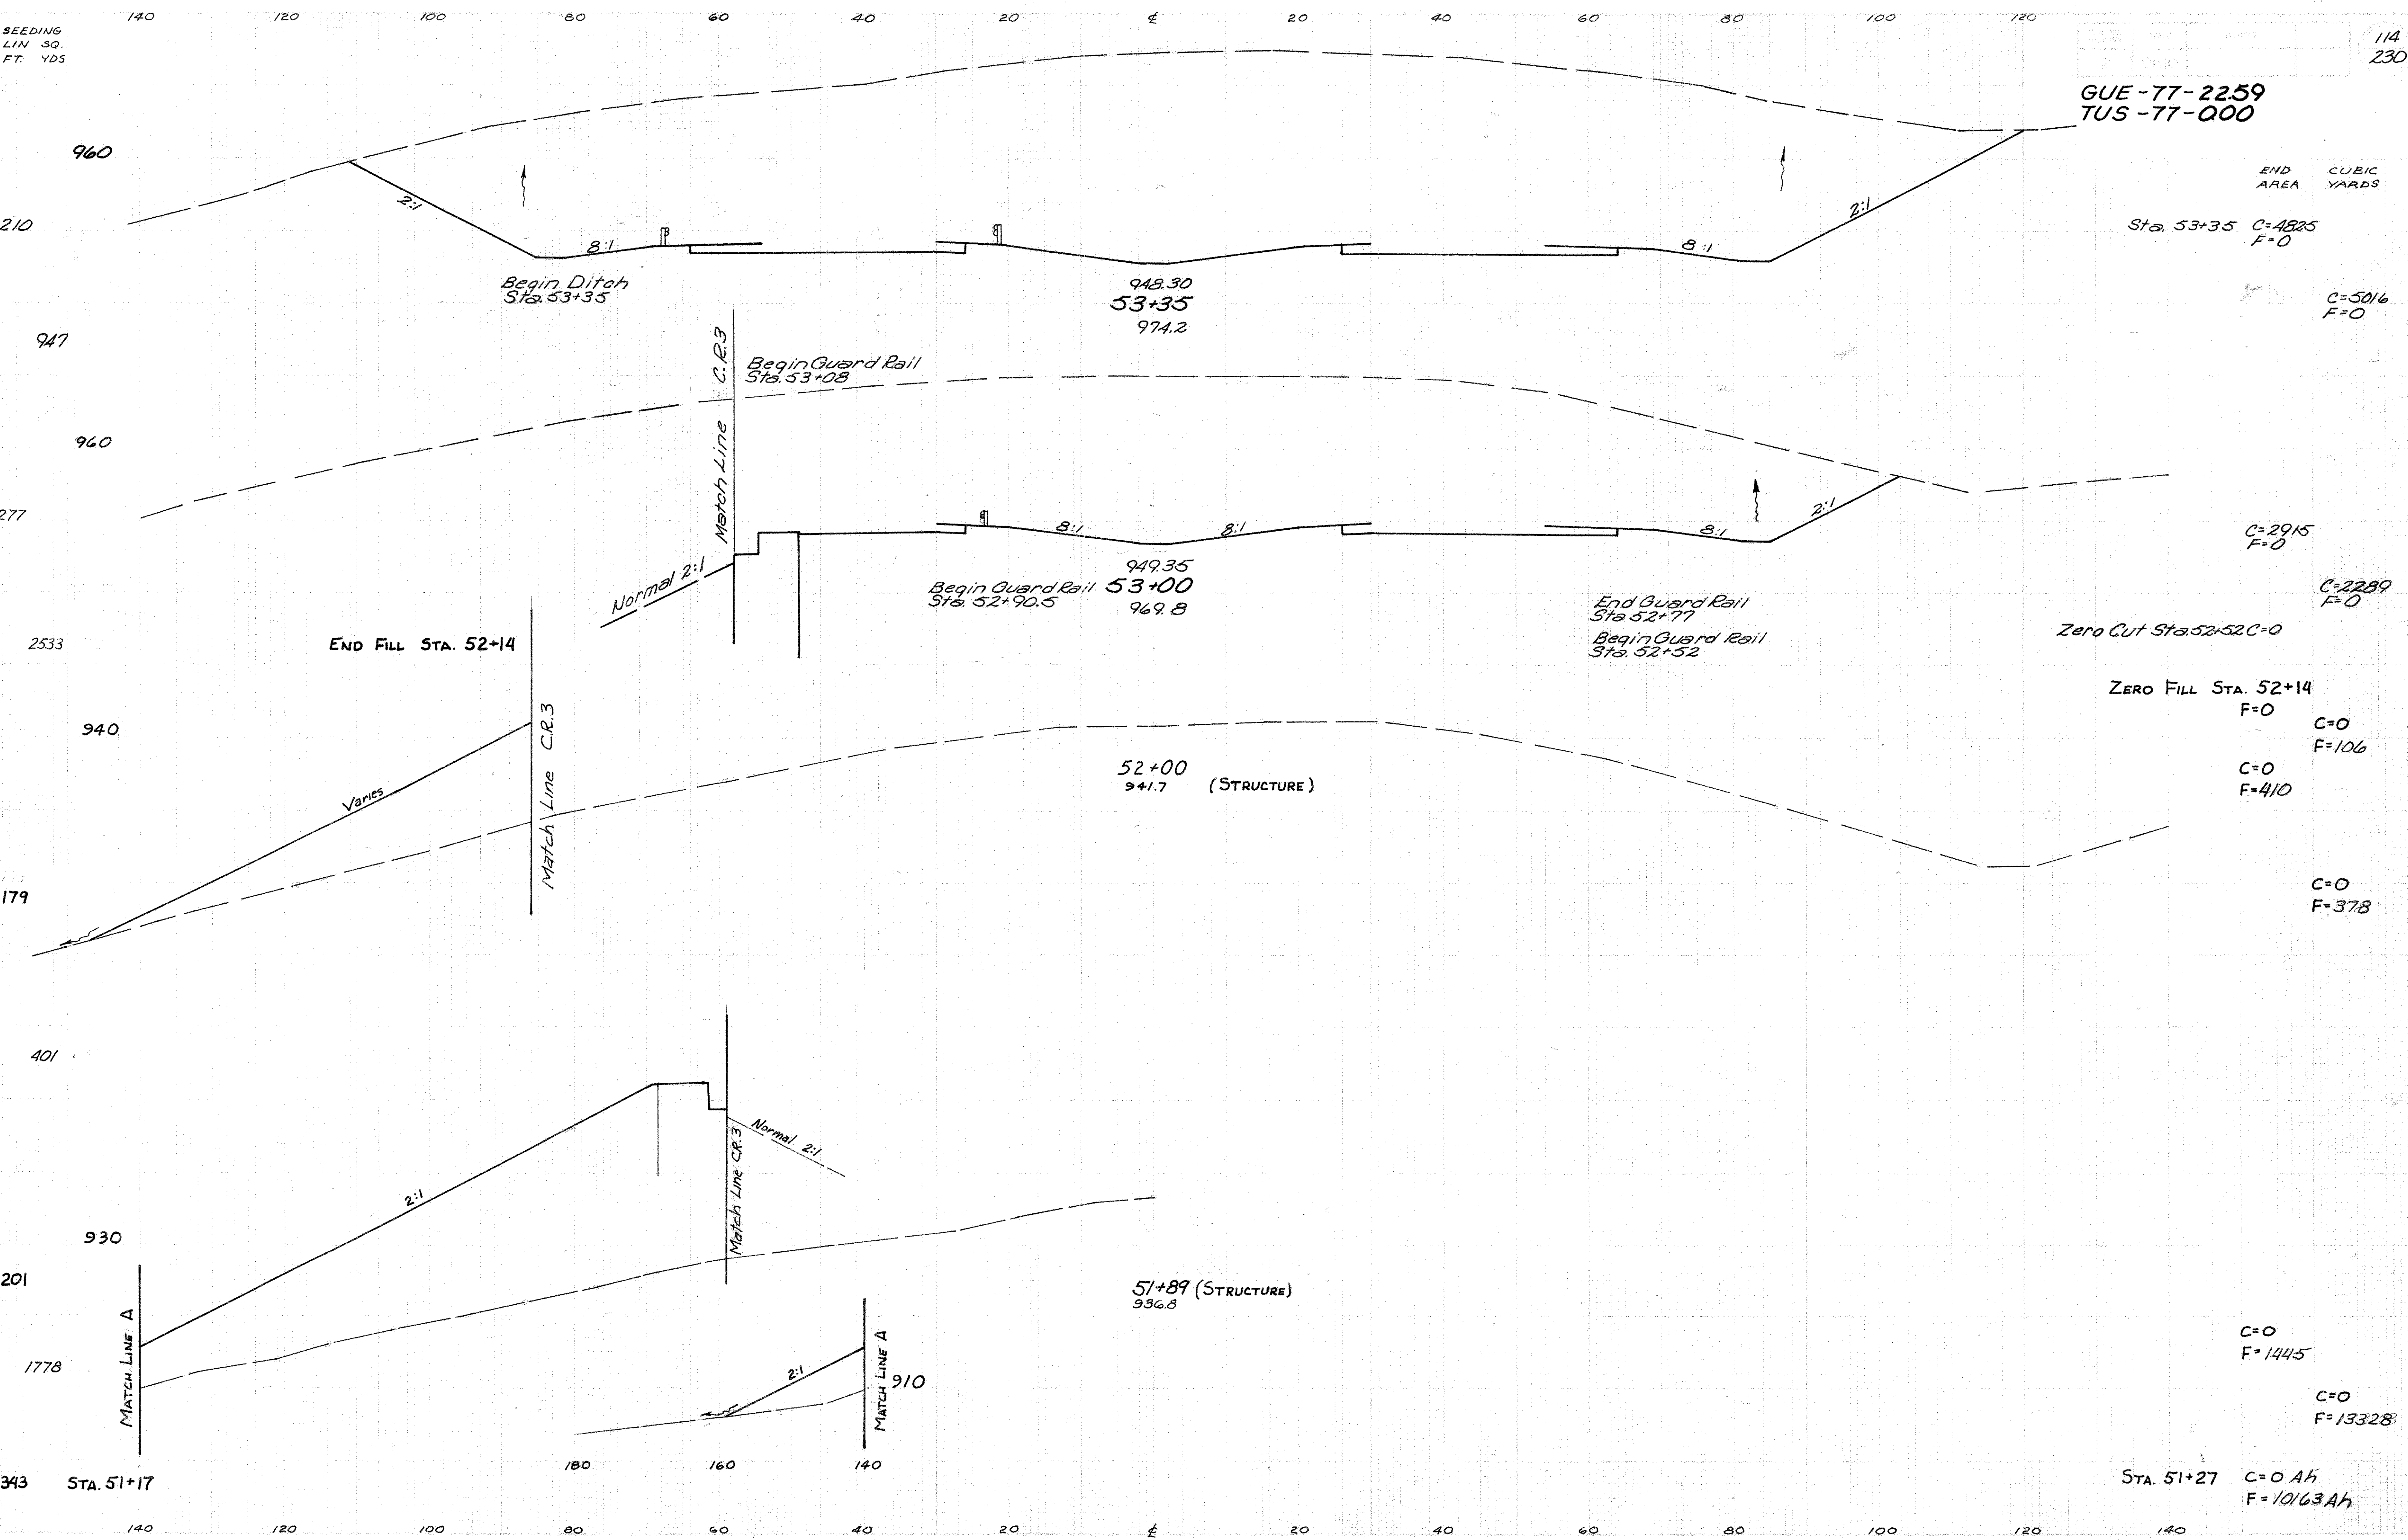 140 120 100 80 60 40 20 ℄ 20 40 60 80 100 120
SEEDING
LIN SQ.
FT. YDS
114
230
GUE-77-22.59
TUS-77-0.00
960
END CUBIC
AREA YARDS
2:1
2:1
210
Sta. 53+35 C=4825
F=0
8:1
8:1
Begin Ditch
Sta. 53+35
948.30
53+35
974.2
C=5016
F=0
947
Match Line C.R.3
Begin Guard Rail
Sta. 53+08
960
277
2:1
8:1
8:1
8:1
C=2915
F=0
Normal 2:1
949.35
Begin Guard Rail 53+00
Sta. 52+90.5
969.8
C=2289
F=0
End Guard Rail
Sta 52+77
Begin Guard Rail
Sta. 52+52
Zero Cut Sta. 52+52 C=0
2533
END FILL STA. 52+14
ZERO FILL STA. 52+14
F=0
940
Match Line C.R.3
C=0
F=106
52+00
941.7 (STRUCTURE)
C=0
F=410
Varies
179
C=0
F=378
401
Normal 2:1
Match Line C.R.3
2:1
930
201
51+89 (STRUCTURE)
936.8
MATCH LINE A
C=0
F=1445
1778
2:1
MATCH LINE A
910
C=0
F=13328
180 160 140
343 STA. 51+17
STA. 51+27 C=0 Ah
F=10163 Ah
140 120 100 80 60 40 20 ℄ 20 40 60 80 100 120 140